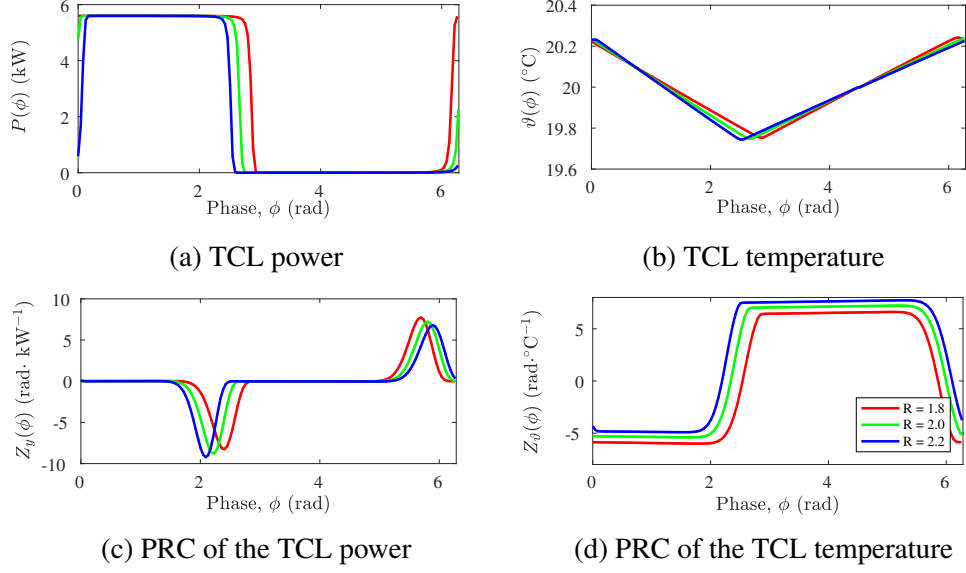 6
4
2
0
P(ϕ) (kW)
0
2
4
6
Phase, ϕ (rad)
(a) TCL power
20.4
20.2
20
19.8
19.6
ϑ(ϕ) (°C)
0
2
4
6
Phase, ϕ (rad)
(b) TCL temperature
10
5
0
-5
-10
Z_y(ϕ) (rad· kW⁻¹)
0
2
4
6
Phase, ϕ (rad)
(c) PRC of the TCL power
5
0
-5
Z_ϑ(ϕ) (rad·°C⁻¹)
R = 1.8
R = 2.0
R = 2.2
0
2
4
6
Phase, ϕ (rad)
(d) PRC of the TCL temperature